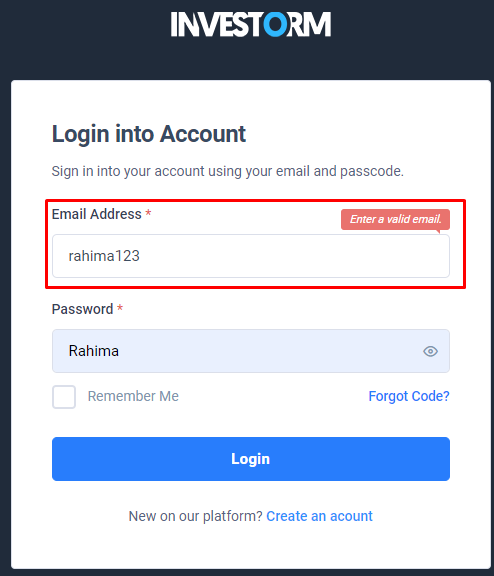 INVESTORM
Login into Account
Sign in into your account using your email and passcode.
Email Address *
Enter a valid email.
rahima123
Password *
Rahima
Remember Me
Forgot Code?
Login
New on our platform? Create an acount